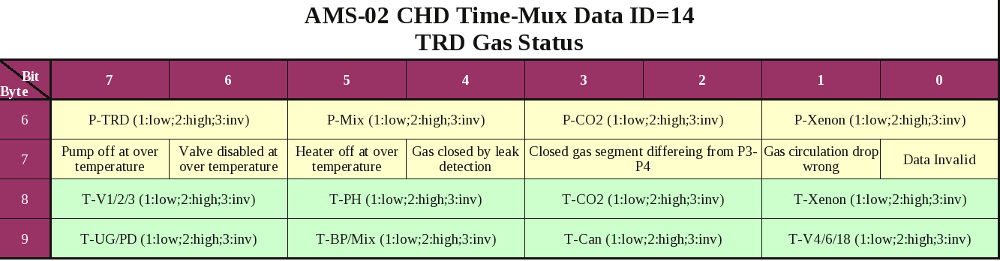 AMS-02 CHD Time-Mux Data ID=14
TRD Gas Status
Bit
Byte
7 6 5 4 3 2 1 0
6 P-TRD (1:low;2:high;3:inv) P-Mix (1:low;2:high;3:inv) P-CO2 (1:low;2:high;3:inv) P-Xenon (1:low;2:high;3:inv)
7
Pump off at over
temperature
Valve disabled at
over temperature
Heater off at over
temperature
Gas closed by leak
detection
Closed gas segment differeing from P3-
P4
Gas circulation drop
wrong
Data Invalid
8 T-V1/2/3 (1:low;2:high;3:inv) T-PH (1:low;2:high;3:inv) T-CO2 (1:low;2:high;3:inv) T-Xenon (1:low;2:high;3:inv)
9 T-UG/PD (1:low;2:high;3:inv) T-BP/Mix (1:low;2:high;3:inv) T-Can (1:low;2:high;3:inv) T-V4/6/18 (1:low;2:high;3:inv)